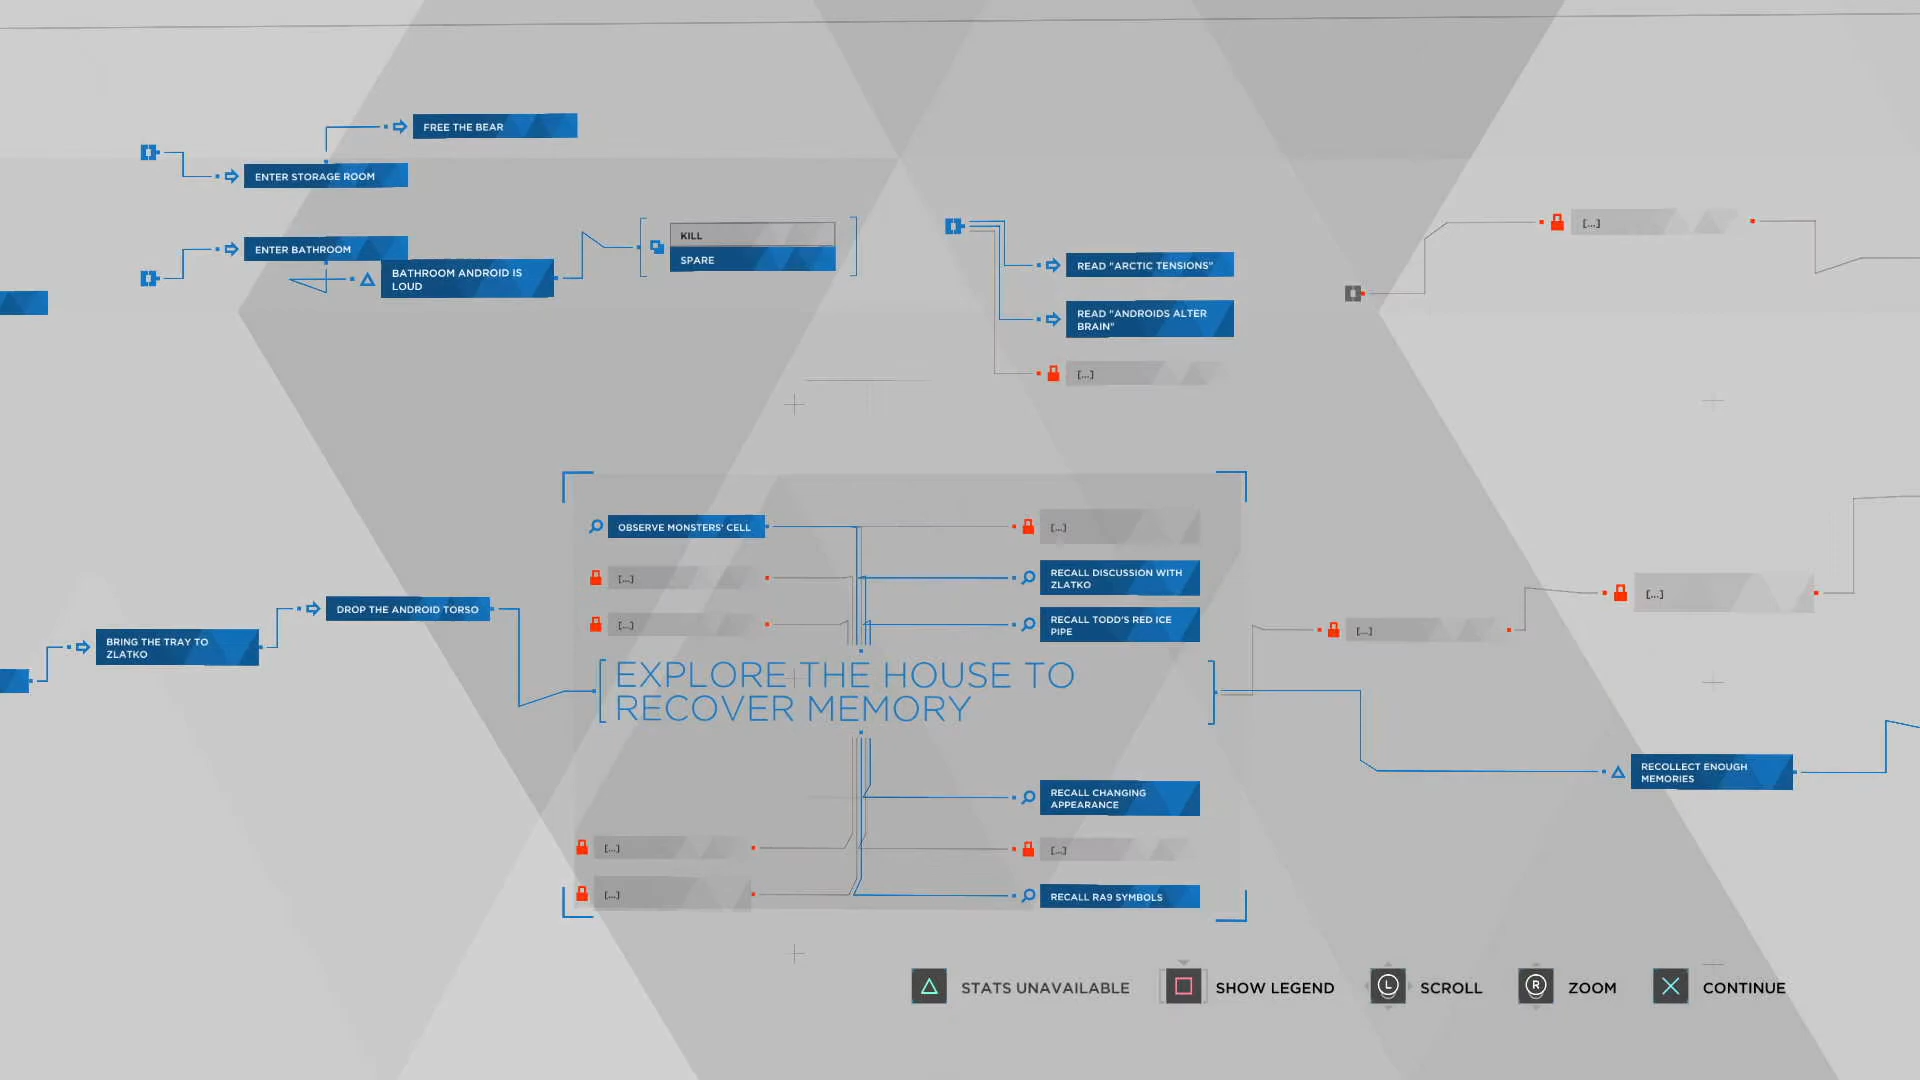 FREE THE BEAR
ENTER STORAGE ROOM
ENTER BATHROOM
BATHROOM ANDROID IS
LOUD
KILL
SPARE
READ "ARCTIC TENSIONS"
READ "ANDROIDS ALTER
BRAIN"
[...]
[...]
OBSERVE MONSTERS' CELL
[...]
[...]
[...]
RECALL DISCUSSION WITH
ZLATKO
RECALL TODD'S RED ICE
PIPE
BRING THE TRAY TO
ZLATKO
DROP THE ANDROID TORSO
EXPLORE THE HOUSE TO
RECOVER MEMORY
[...]
[...]
RECOLLECT ENOUGH
MEMORIES
RECALL CHANGING
APPEARANCE
[...]
[...]
[...]
RECALL RA9 SYMBOLS
STATS UNAVAILABLE
SHOW LEGEND
L
SCROLL
R
ZOOM
CONTINUE